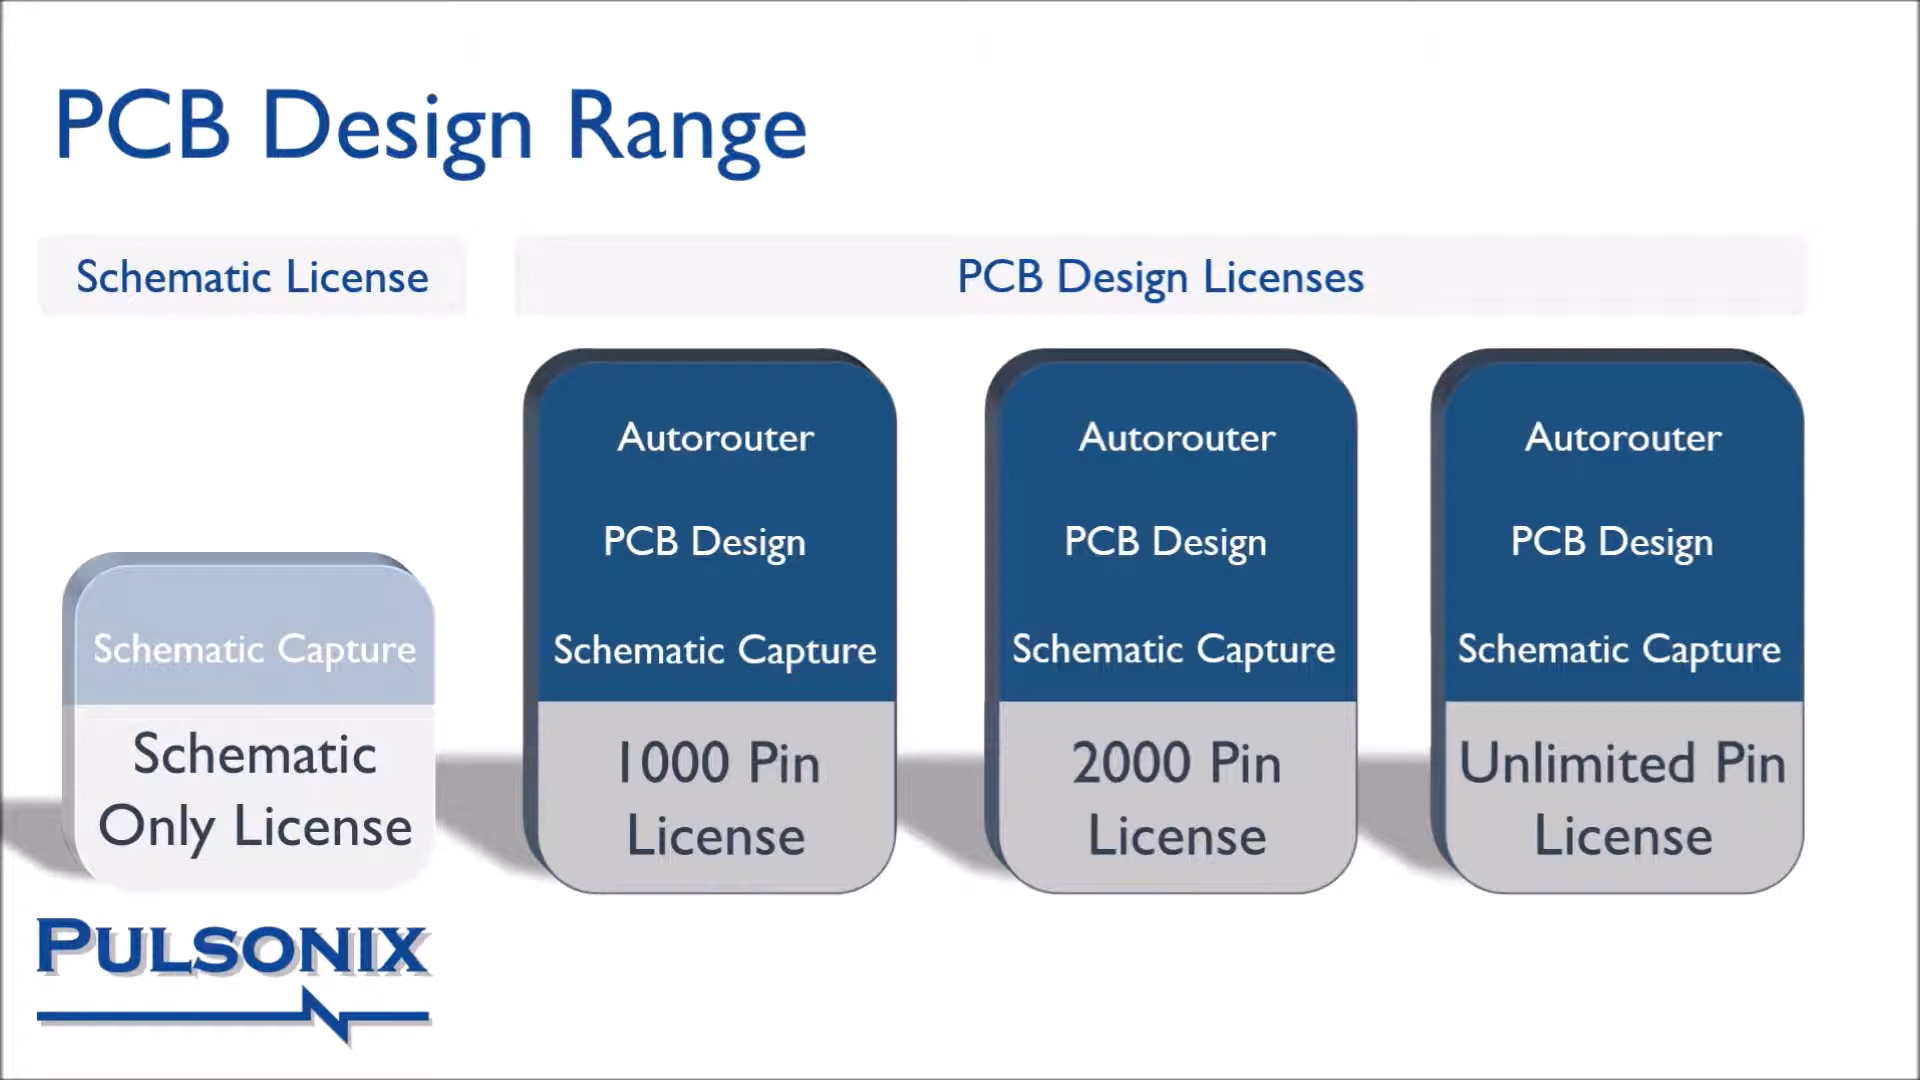 PCB Design Range
Schematic License
PCB Design Licenses
Schematic Capture
Schematic
Only License
Autorouter
PCB Design
Schematic Capture
1000 Pin
License
Autorouter
PCB Design
Schematic Capture
2000 Pin
License
Autorouter
PCB Design
Schematic Capture
Unlimited Pin
License
PULSONIX